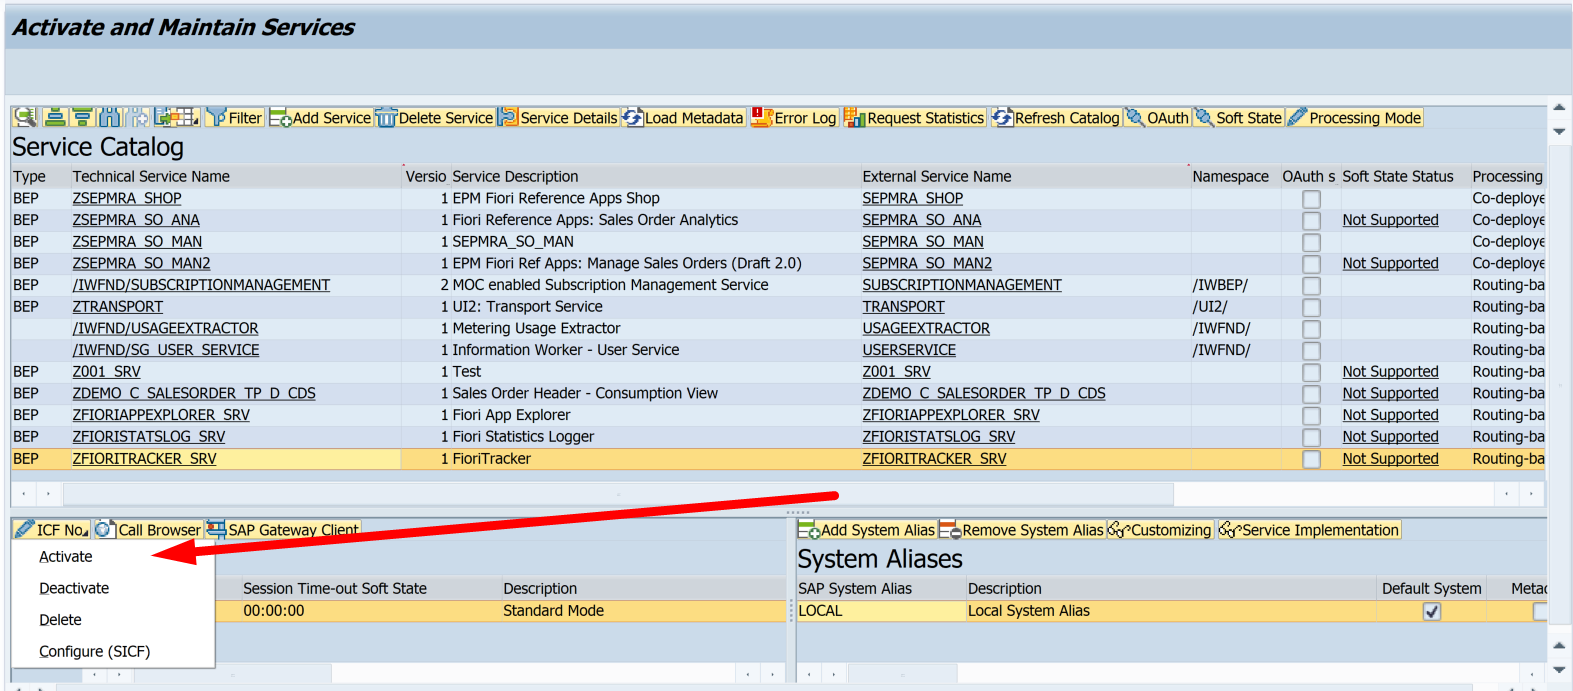 Activate and Maintain Services
Filter Add Service Delete Service Service Details Load Metadata Error Log Request Statistics Refresh Catalog OAuth Soft State Processing Mode
Service Catalog
Type Technical Service Name Versio Service Description External Service Name Namespace OAuth s Soft State Status Processing
BEP ZSEPMRA_SHOP 1 EPM Fiori Reference Apps Shop SEPMRA_SHOP Co-deploye
BEP ZSEPMRA_SO_ANA 1 Fiori Reference Apps: Sales Order Analytics SEPMRA_SO_ANA Not Supported Co-deploye
BEP ZSEPMRA_SO_MAN 1 SEPMRA_SO_MAN SEPMRA_SO_MAN Co-deploye
BEP ZSEPMRA_SO_MAN2 1 EPM Fiori Ref Apps: Manage Sales Orders (Draft 2.0) SEPMRA_SO_MAN2 Not Supported Co-deploye
BEP /IWFND/SUBSCRIPTIONMANAGEMENT 2 MOC enabled Subscription Management Service SUBSCRIPTIONMANAGEMENT /IWBEP/ Routing-ba
BEP ZTRANSPORT 1 UI2: Transport Service TRANSPORT /UI2/ Routing-ba
/IWFND/USAGEEXTRACTOR 1 Metering Usage Extractor USAGEEXTRACTOR /IWFND/ Routing-ba
/IWFND/SG_USER_SERVICE 1 Information Worker - User Service USERSERVICE /IWFND/ Routing-ba
BEP Z001_SRV 1 Test Z001_SRV Not Supported Routing-ba
BEP ZDEMO_C_SALESORDER_TP_D_CDS 1 Sales Order Header - Consumption View ZDEMO_C_SALESORDER_TP_D_CDS Not Supported Routing-ba
BEP ZFIORIAPPEXPLORER_SRV 1 Fiori App Explorer ZFIORIAPPEXPLORER_SRV Not Supported Routing-ba
BEP ZFIORISTATSLOG_SRV 1 Fiori Statistics Logger ZFIORISTATSLOG_SRV Not Supported Routing-ba
BEP ZFIORITRACKER_SRV 1 FioriTracker ZFIORITRACKER_SRV Not Supported Routing-ba
ICF No Call Browser SAP Gateway Client
Activate
Deactivate
Delete
Configure (SICF)
Session Time-out Soft State Description
00:00:00 Standard Mode
Add System Alias Remove System Alias Customizing Service Implementation
System Aliases
SAP System Alias Description Default System Metad
LOCAL Local System Alias